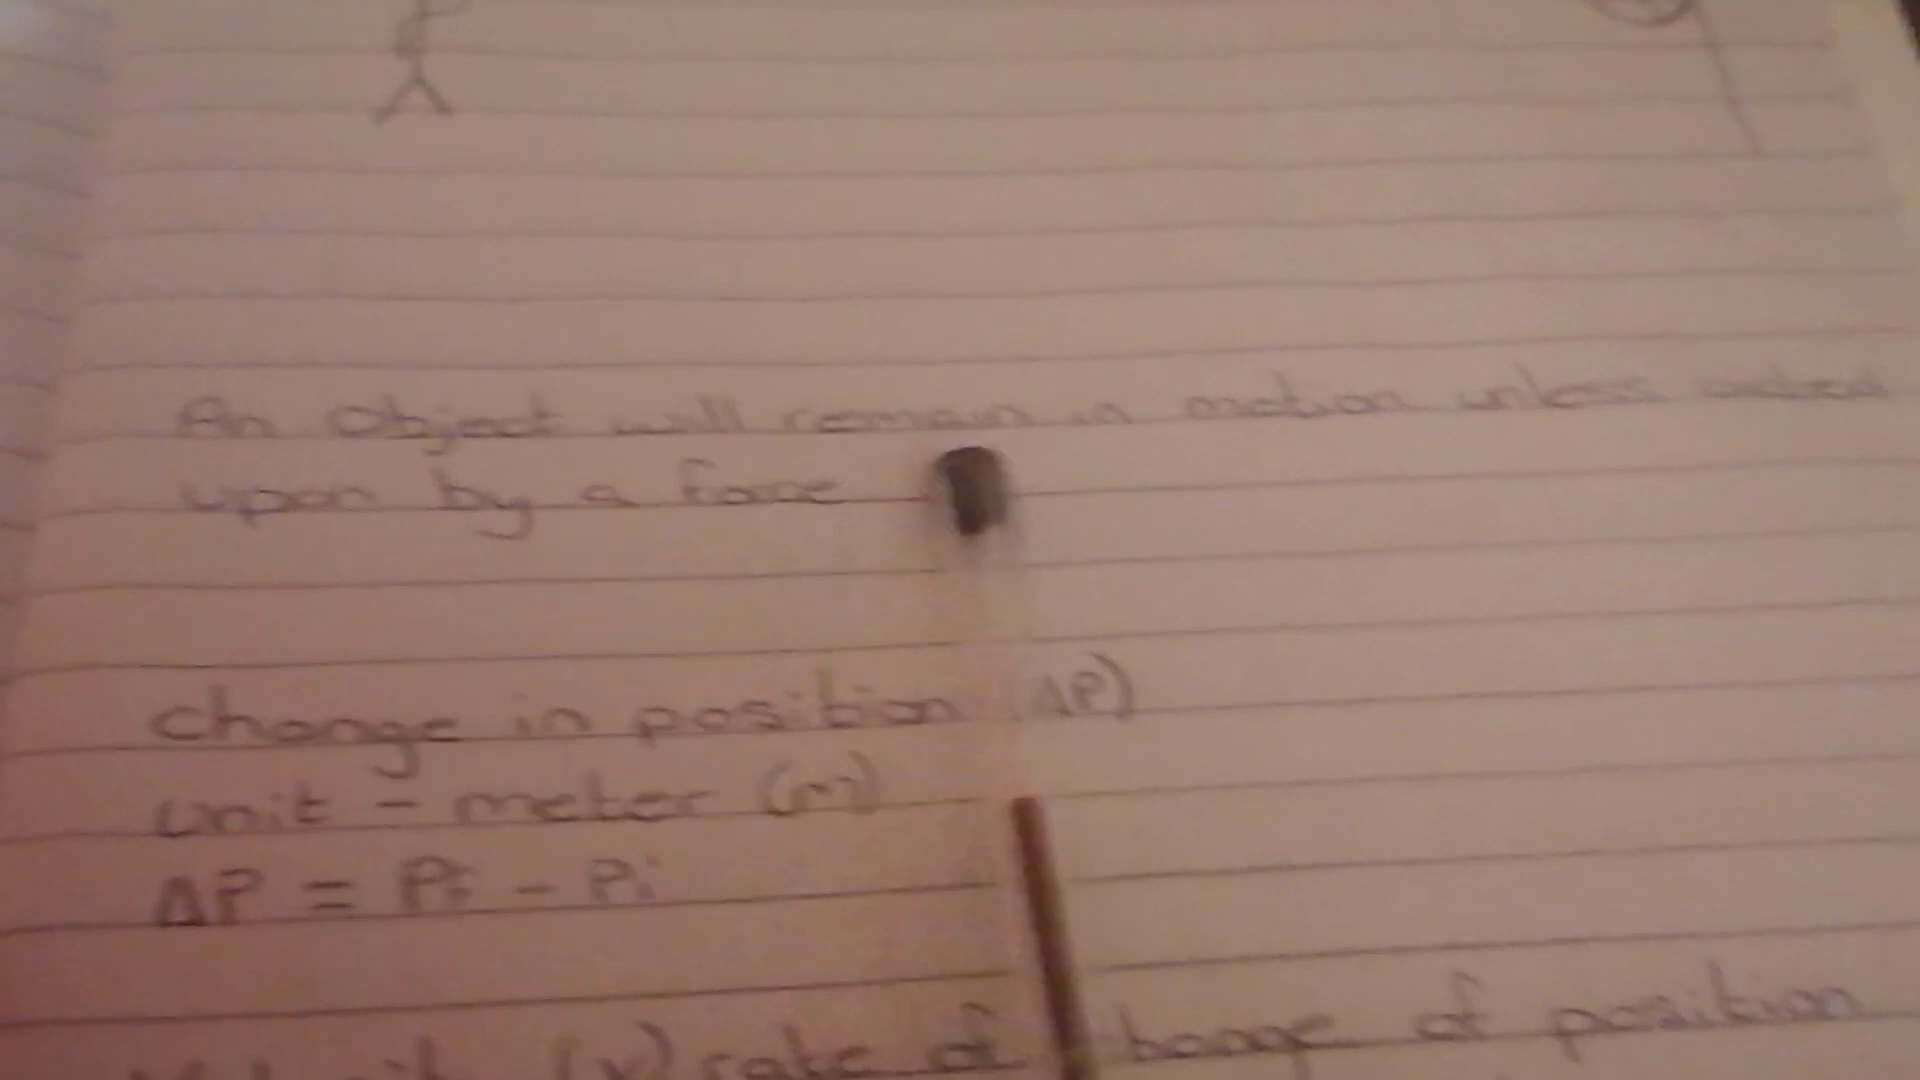 An Object will remain in motion unless acted
upon by a force
change in position (ΔP)
unit - meter (m)
ΔP = Pf - Pi
(v) rate of change of position